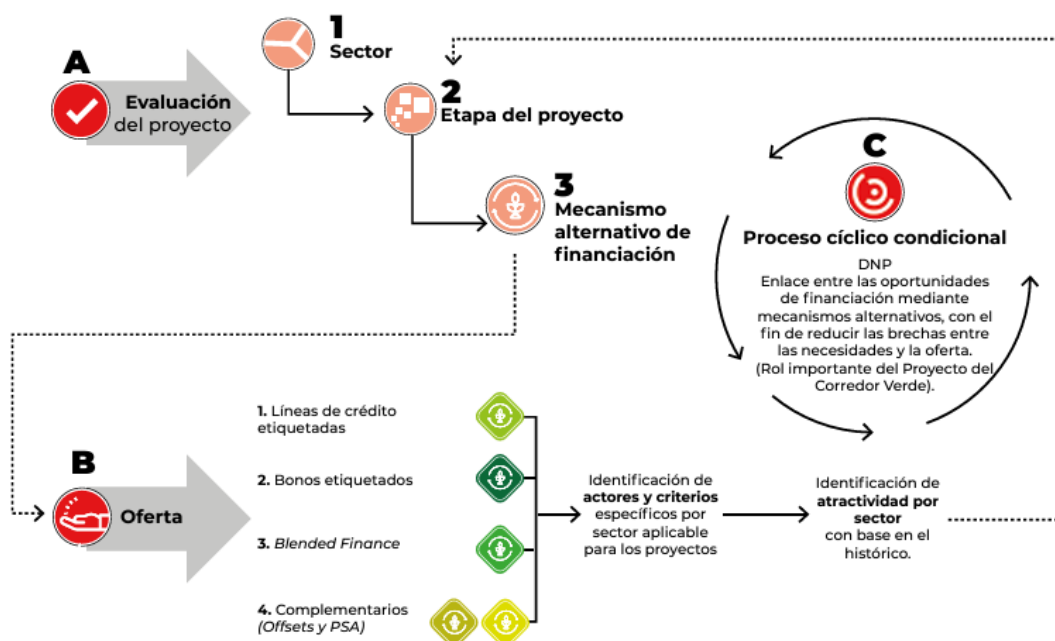 A
Evaluación
del proyecto
1
Sector
2
Etapa del proyecto
3
Mecanismo
alternativo de
financiación
C
Proceso cíclico condicional
DNP
Enlace entre las oportunidades
de financiación mediante
mecanismos alternativos, con el
fin de reducir las brechas entre
las necesidades y la oferta.
(Rol importante del Proyecto del
Corredor Verde).
B
Oferta
1. Líneas de crédito
etiquetadas
2. Bonos etiquetados
3. Blended Finance
4. Complementarios
(Offsets y PSA)
Identificación de
actores y criterios
específicos por
sector aplicable
para los proyectos
Identificación de
atractividad por
sector
con base en el
histórico.